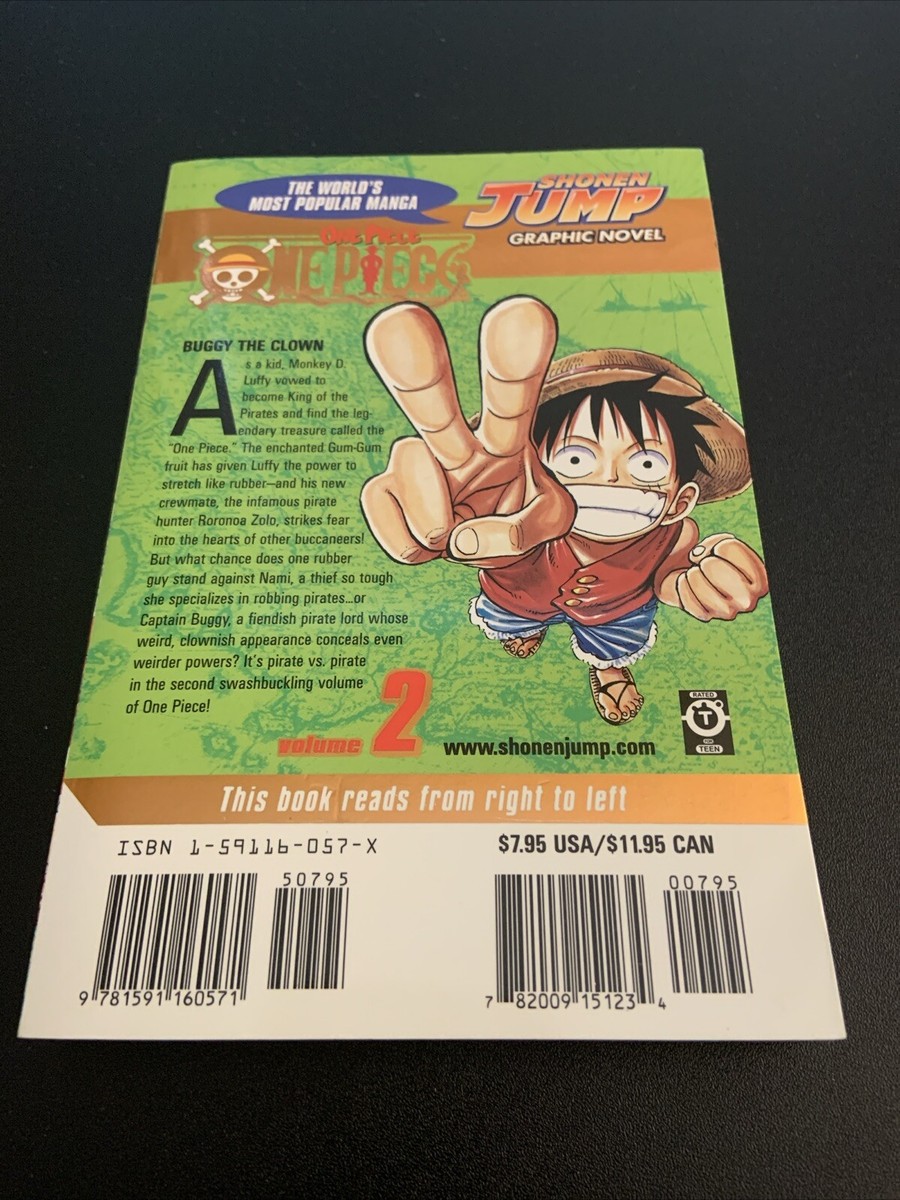 THE WORLD'S
MOST POPULAR MANGA
SHONEN
JUMP
GRAPHIC NOVEL
ONE PIECE
ONE PIECE
BUGGY THE CLOWN
As a kid, Monkey D.
Luffy vowed to
become King of the
Pirates and find the leg-
endary treasure called the
"One Piece." The enchanted Gum-Gum
fruit has given Luffy the power to
stretch like rubber—and his new
crewmate, the infamous pirate
hunter Roronoa Zolo, strikes fear
into the hearts of other buccaneers!
But what chance does one rubber
guy stand against Nami, a thief so tough
she specializes in robbing pirates...or
Captain Buggy, a fiendish pirate lord whose
weird, clownish appearance conceals even
weirder powers? It's pirate vs. pirate
in the second swashbuckling volume
of One Piece!
volume 2
www.shonenjump.com
RATED
T
FOR
TEEN
This book reads from right to left
ISBN 1-59116-057-X
$7.95 USA/$11.95 CAN
50795
00795
9 781591 160571
7 82009 15123 4